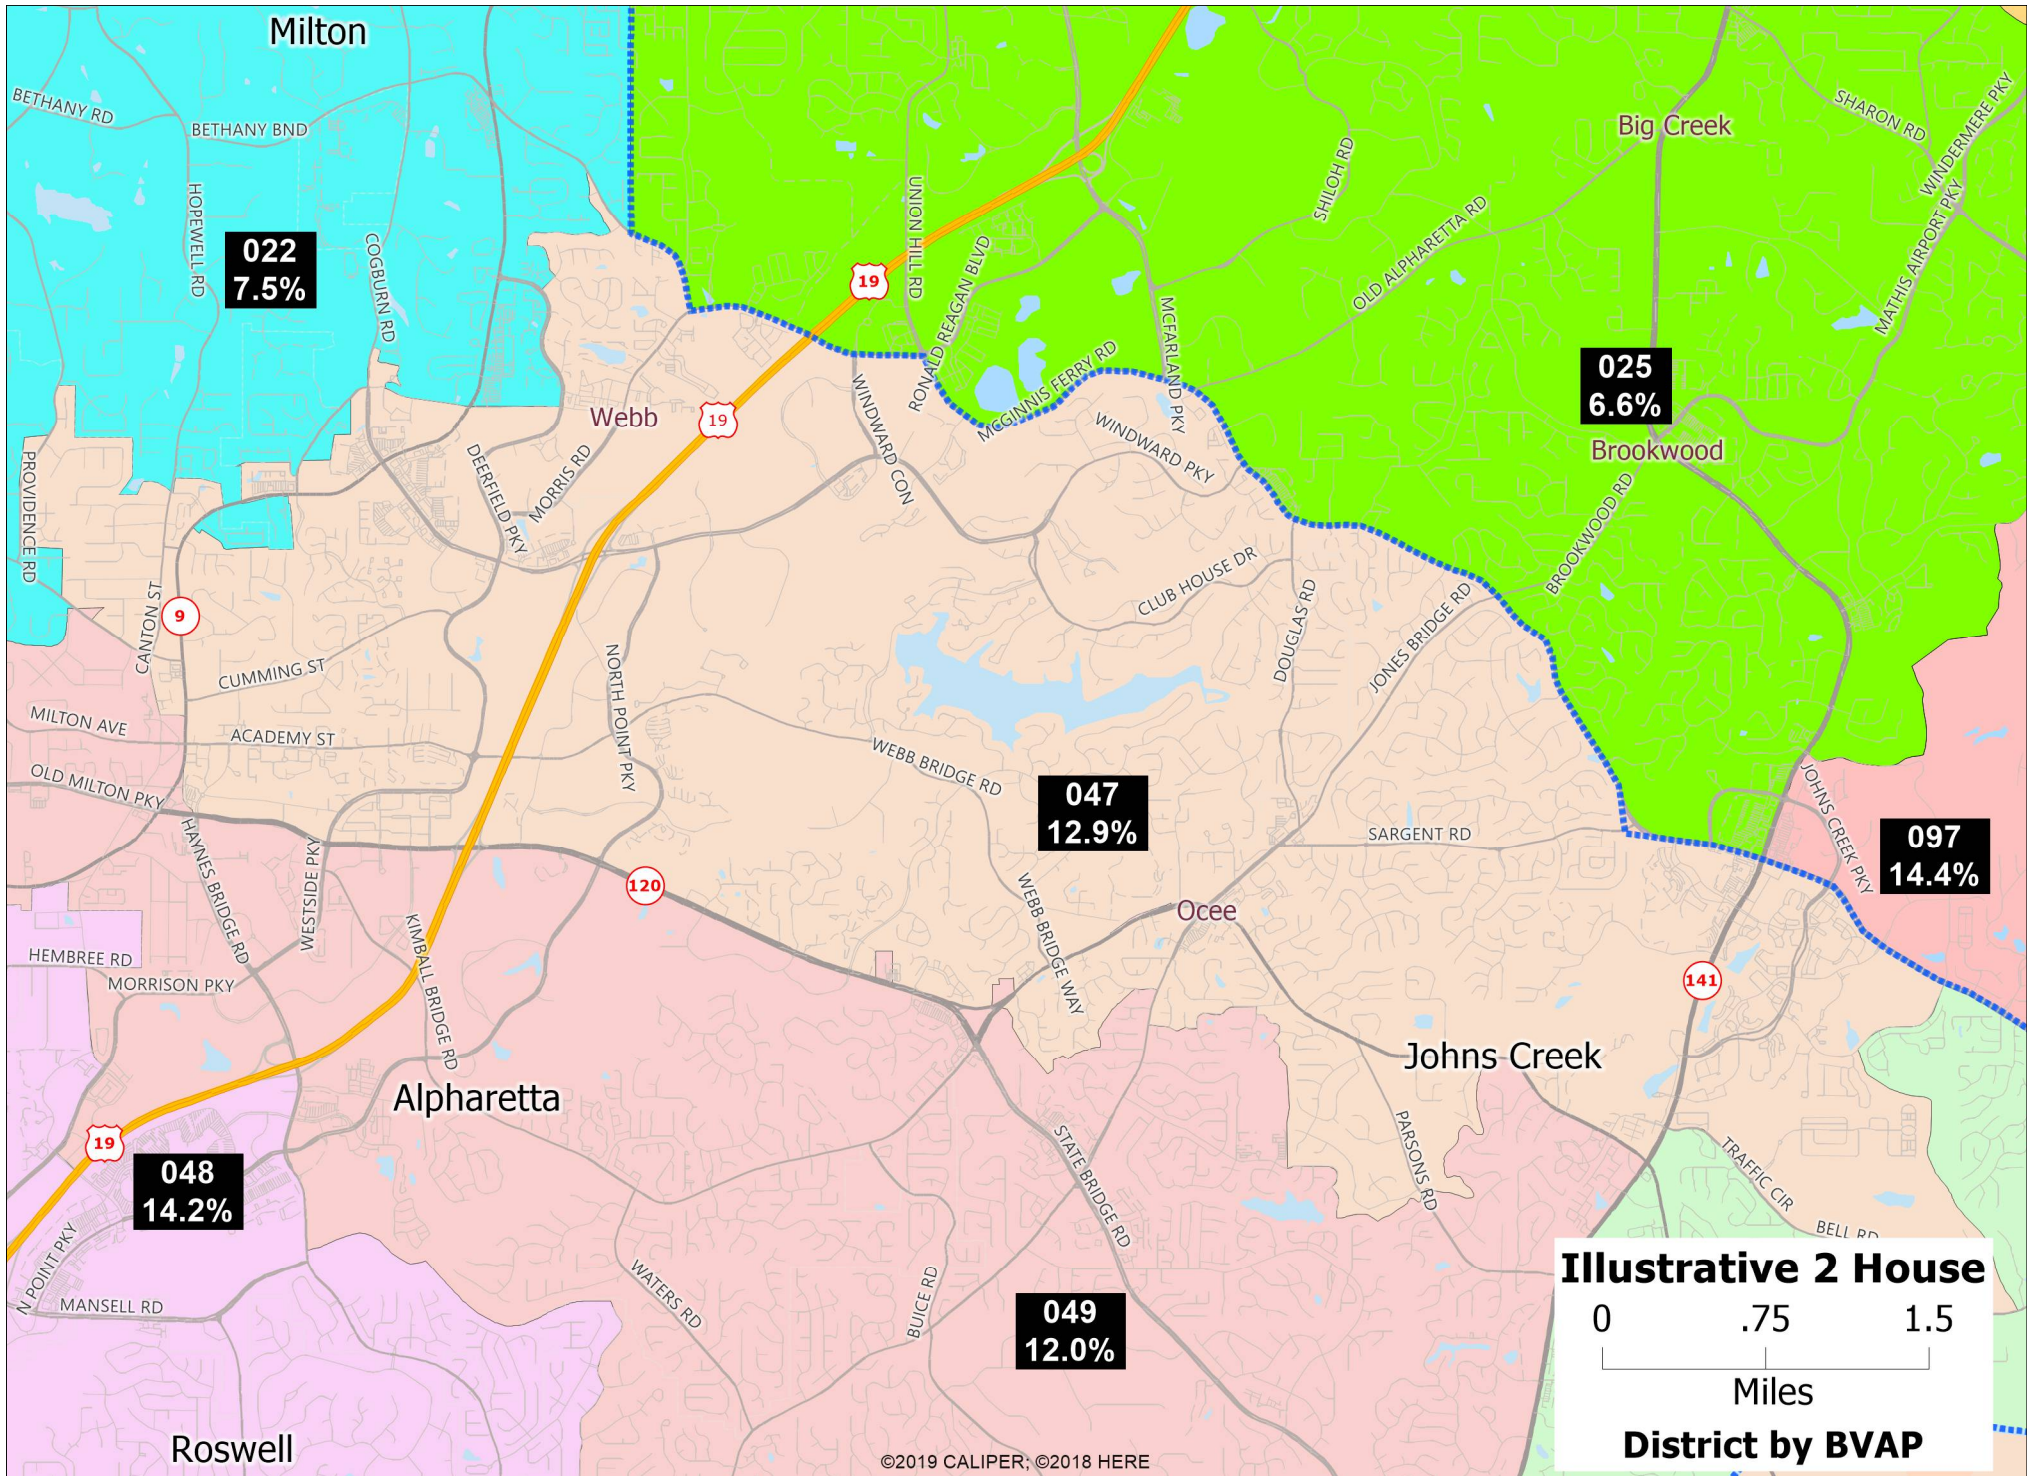 Milton
BETHANY RD
BETHANY BND
HOPEWELL RD
COGBURN RD
022
7.5%
UNION HILL RD
RONALD REAGAN BLVD
19
SHILOH RD
OLD ALPHARETTA RD
MCFARLAND PKY
Big Creek
SHARON RD
WINDERMERE PKY
MATHIS AIRPORT PKY
025
6.6%
Brookwood
BROOKWOOD RD
Webb
19
WINDWARD CON
MCGINNIS FERRY RD
WINDWARD PKY
PROVIDENCE RD
DEERFIELD PKY
MORRIS RD
CANTON ST
9
CUMMING ST
CLUB HOUSE DR
DOUGLAS RD
JONES BRIDGE RD
NORTH POINT PKY
MILTON AVE
ACADEMY ST
OLD MILTON PKY
WEBB BRIDGE RD
047
12.9%
SARGENT RD
JOHNS CREEK PKY
097
14.4%
HAYNES BRIDGE RD
WESTSIDE PKY
120
WEBB BRIDGE WAY
Ocee
HEMBREE RD
MORRISON PKY
KIMBALL BRIDGE RD
141
Johns Creek
Alpharetta
19
048
14.2%
STATE BRIDGE RD
PARSONS RD
TRAFFIC CIR
BELL RD
N POINT PKY
MANSELL RD
WATERS RD
BUICE RD
049
12.0%
Roswell
©2019 CALIPER; ©2018 HERE
Illustrative 2 House
0 .75 1.5
Miles
District by BVAP